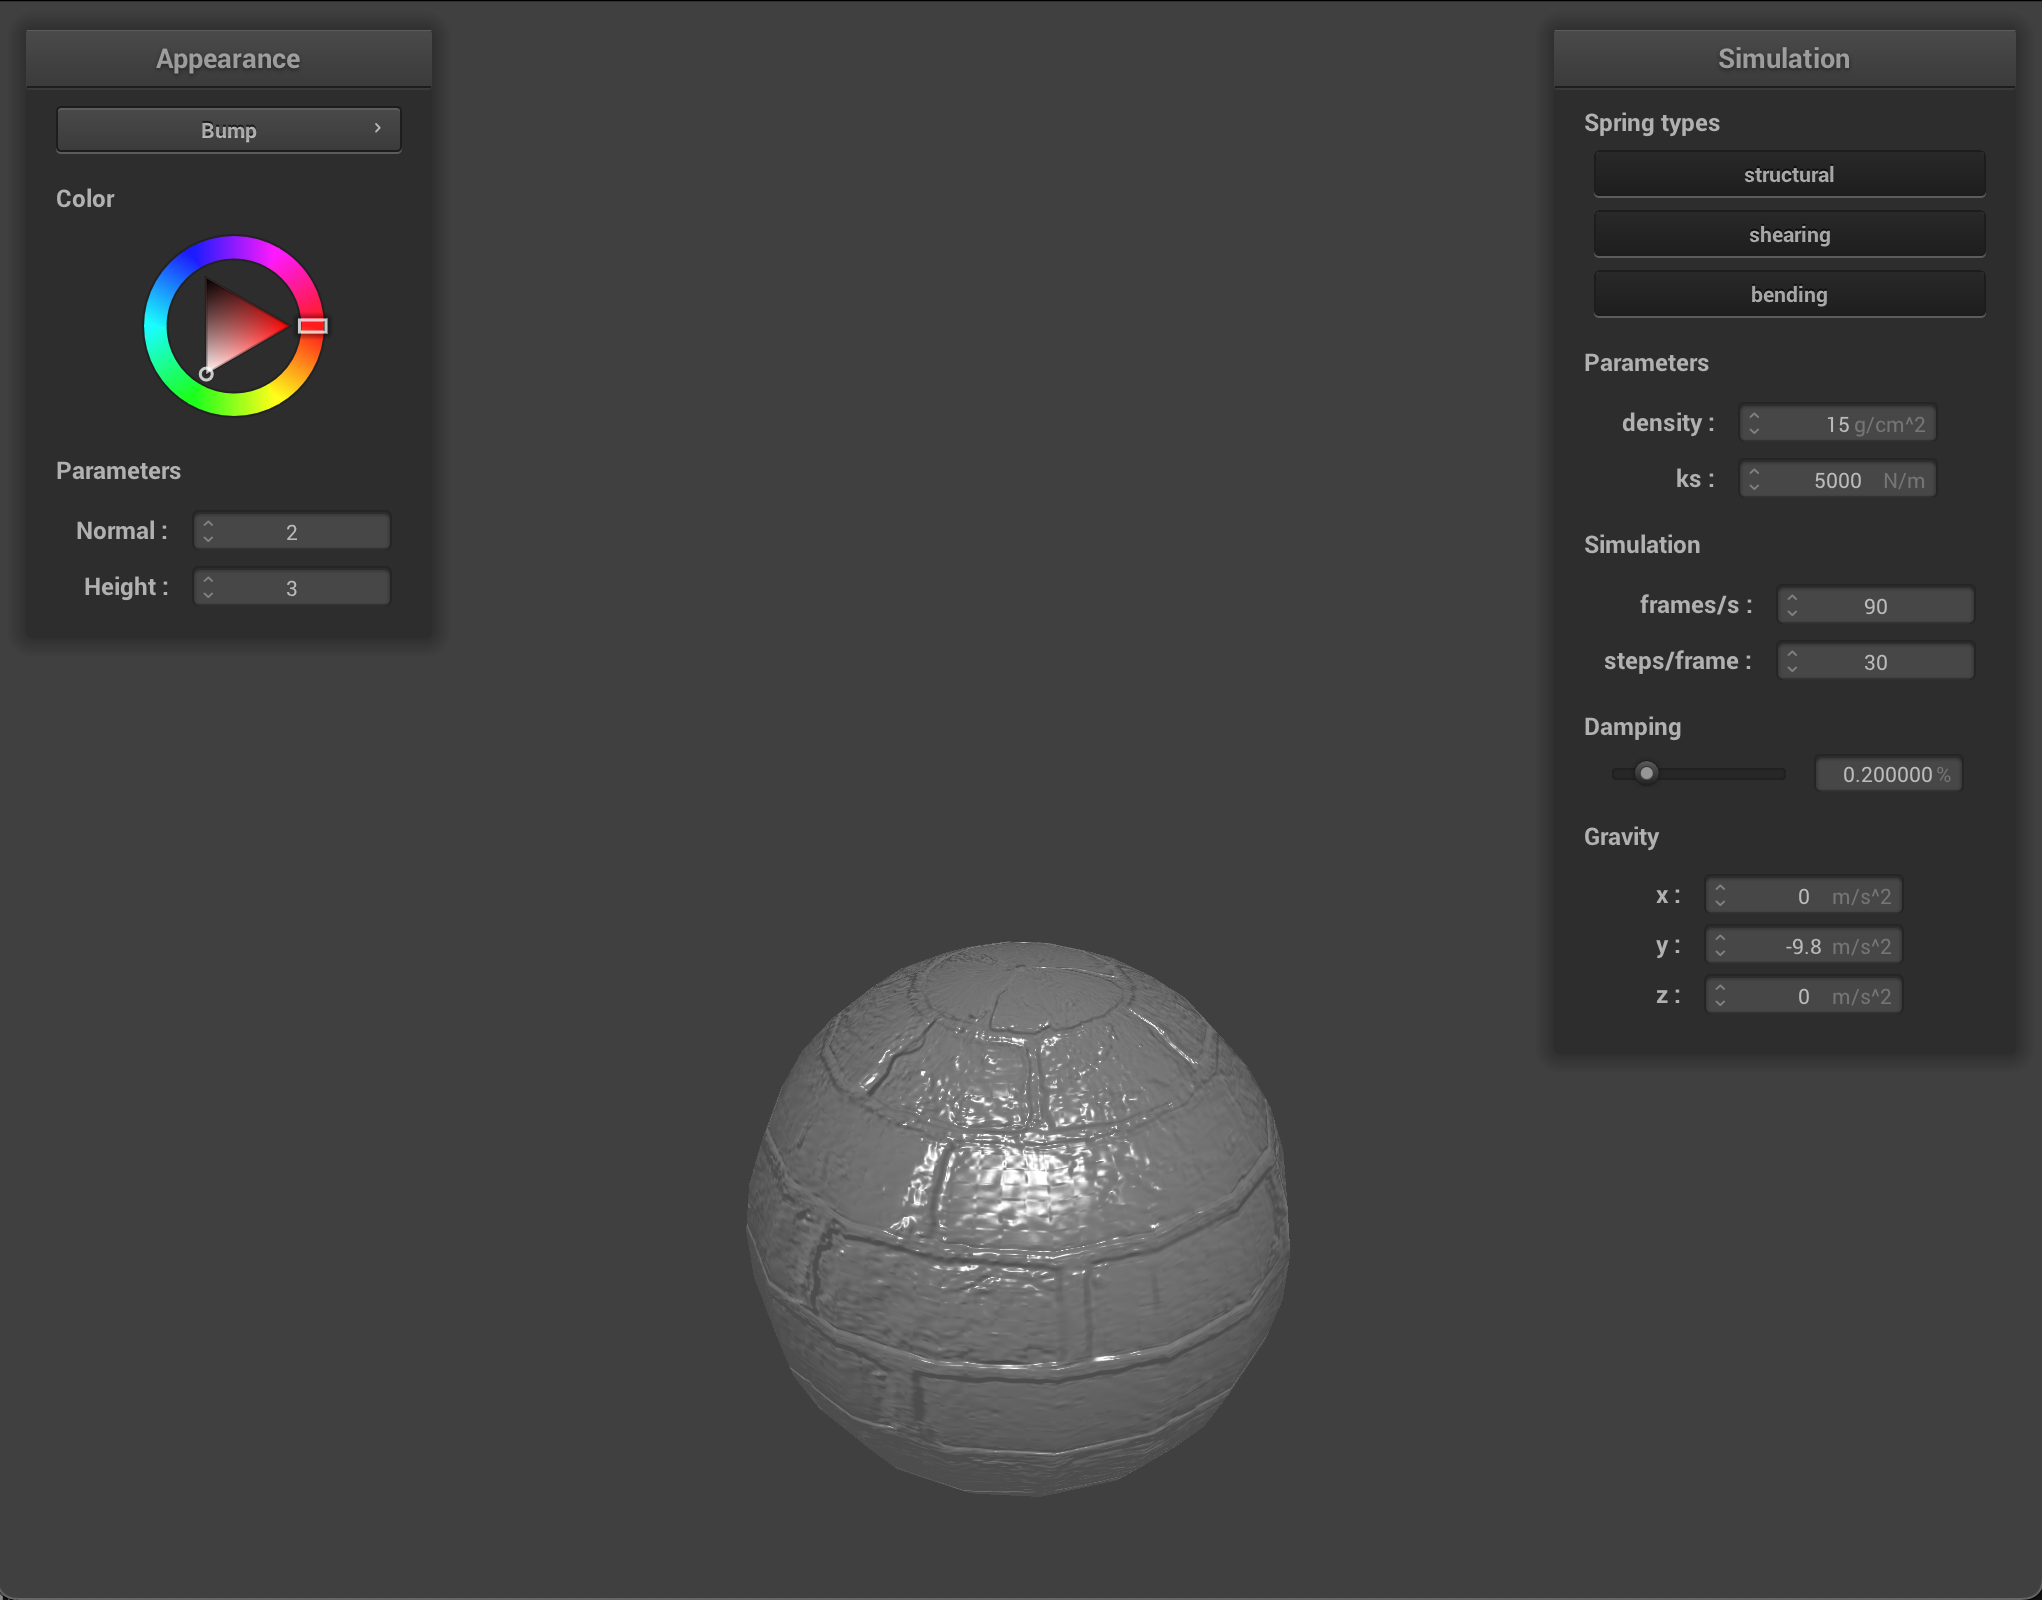 Appearance
Bump
Color
Parameters
Normal : 2
Height : 3
Simulation
Spring types
structural
shearing
bending
Parameters
density : 15 g/cm^2
ks : 5000 N/m
Simulation
frames/s : 90
steps/frame : 30
Damping
0.200000 %
Gravity
x : 0 m/s^2
y : -9.8 m/s^2
z : 0 m/s^2